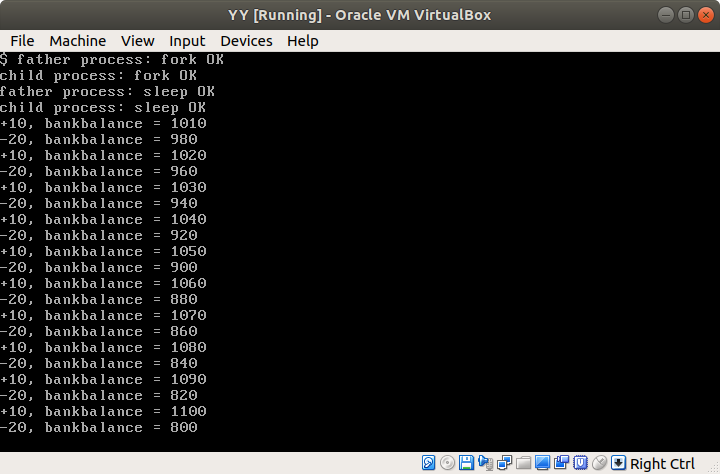 YY [Running] - Oracle VM VirtualBox
File Machine View Input Devices Help
$ father process: fork OK
child process: fork OK
father process: sleep OK
child process: sleep OK
+10, bankbalance = 1010
-20, bankbalance = 980
+10, bankbalance = 1020
-20, bankbalance = 960
+10, bankbalance = 1030
-20, bankbalance = 940
+10, bankbalance = 1040
-20, bankbalance = 920
+10, bankbalance = 1050
-20, bankbalance = 900
+10, bankbalance = 1060
-20, bankbalance = 880
+10, bankbalance = 1070
-20, bankbalance = 860
+10, bankbalance = 1080
-20, bankbalance = 840
+10, bankbalance = 1090
-20, bankbalance = 820
+10, bankbalance = 1100
-20, bankbalance = 800
Right Ctrl